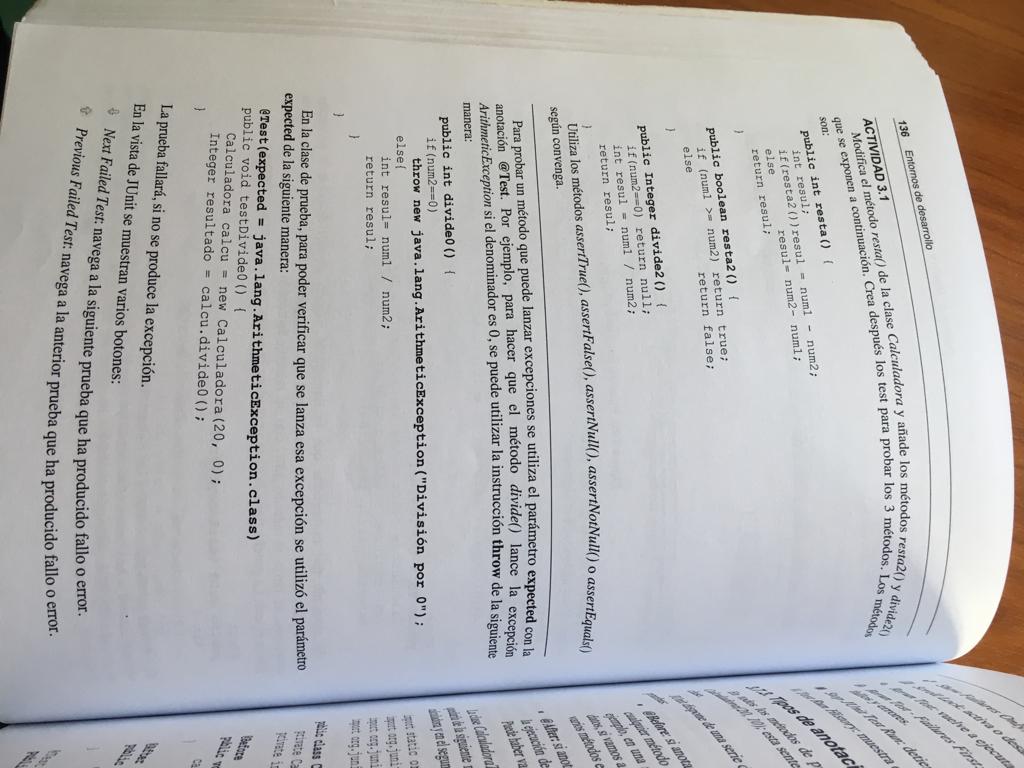 136 Entornos de desarrollo
ACTIVIDAD 3.1
Modifica el método resta() de la clase Calculadora y añade los métodos resta2() y divide2()
que se exponen a continuación. Crea después los test para probar los 3 métodos. Los métodos
son:
public int resta() {
int resul;
if(resta2())resul = num1 - num2;
else resul= num2- num1;
return resul;
}
public boolean resta2() {
if (num1 >= num2) return true;
else return false;
}
public Integer divide2() {
if(num2==0) return null;
int resul = num1 / num2;
return resul;
}
Utiliza los métodos assertTrue(), assertFalse(), assertNull(), assertNotNull() o assertEquals()
según convenga.
Para probar un método que puede lanzar excepciones se utiliza el parámetro expected con la
anotación @Test. Por ejemplo, para hacer que el método divide() lance la excepción
ArithmeticException si el denominador es 0, se puede utilizar la instrucción throw de la siguiente
manera:
public int divide0() {
if(num2==0)
throw new java.lang.ArithmeticException("División por 0");
else{
int resul= num1 / num2;
return resul;
}
}
En la clase de prueba, para poder verificar que se lanza esa excepción se utilizó el parámetro
expected de la siguiente manera:
@Test(expected = java.lang.ArithmeticException.class)
public void testDivide0() {
Calculadora calcu = new Calculadora(20, 0);
Integer resultado = calcu.divide0();
}
La prueba fallará, si no se produce la excepción.
En la vista de JUnit se muestran varios botones:
Next Failed Test: navega a la siguiente prueba que ha producido fallo o error.
Previous Failed Test: navega a la anterior prueba que ha producido fallo o error.
3.7.3. Tipos de